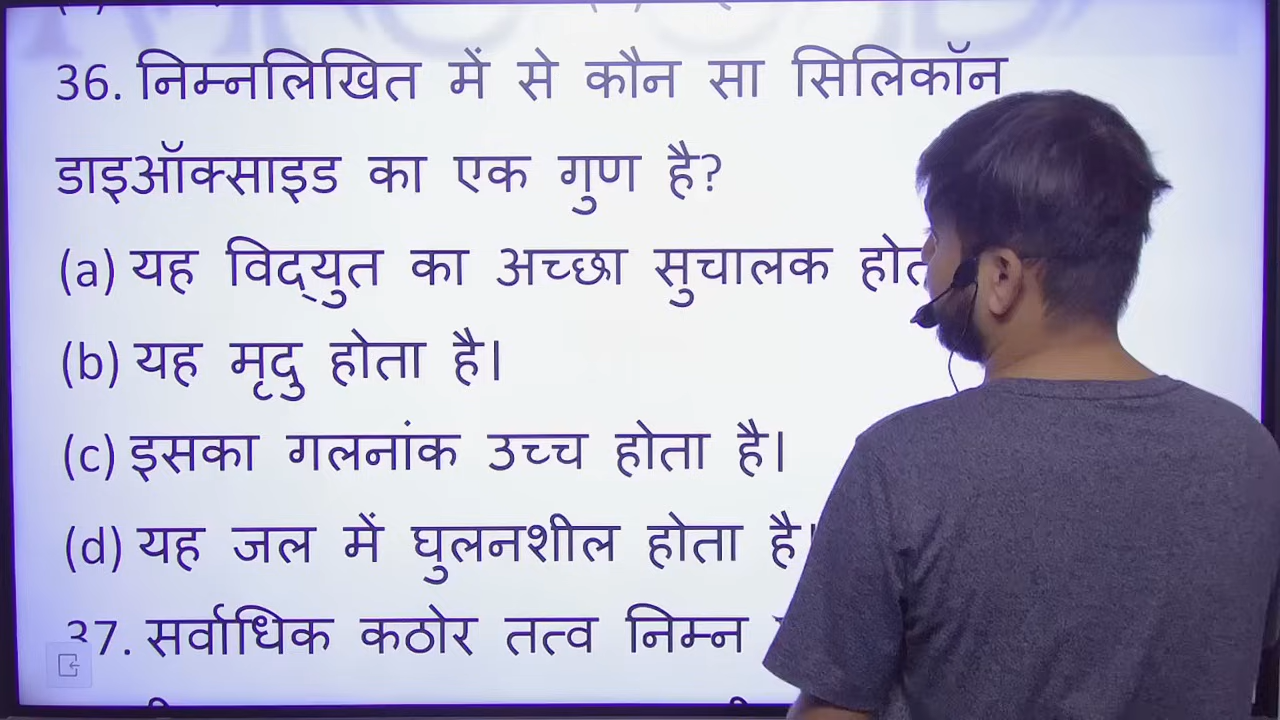 36. निम्नलिखित में से कौन सा सिलिकॉन
डाइऑक्साइड का एक गुण है?
(a) यह विद्‌युत का अच्छा सुचालक
(b) यह मृदु होता है।
(c) इसका गलनांक उच्च होता है।
(d) यह जल में घुलनशील होता है।
37. सर्वाधिक कठोर तत्व निम्न